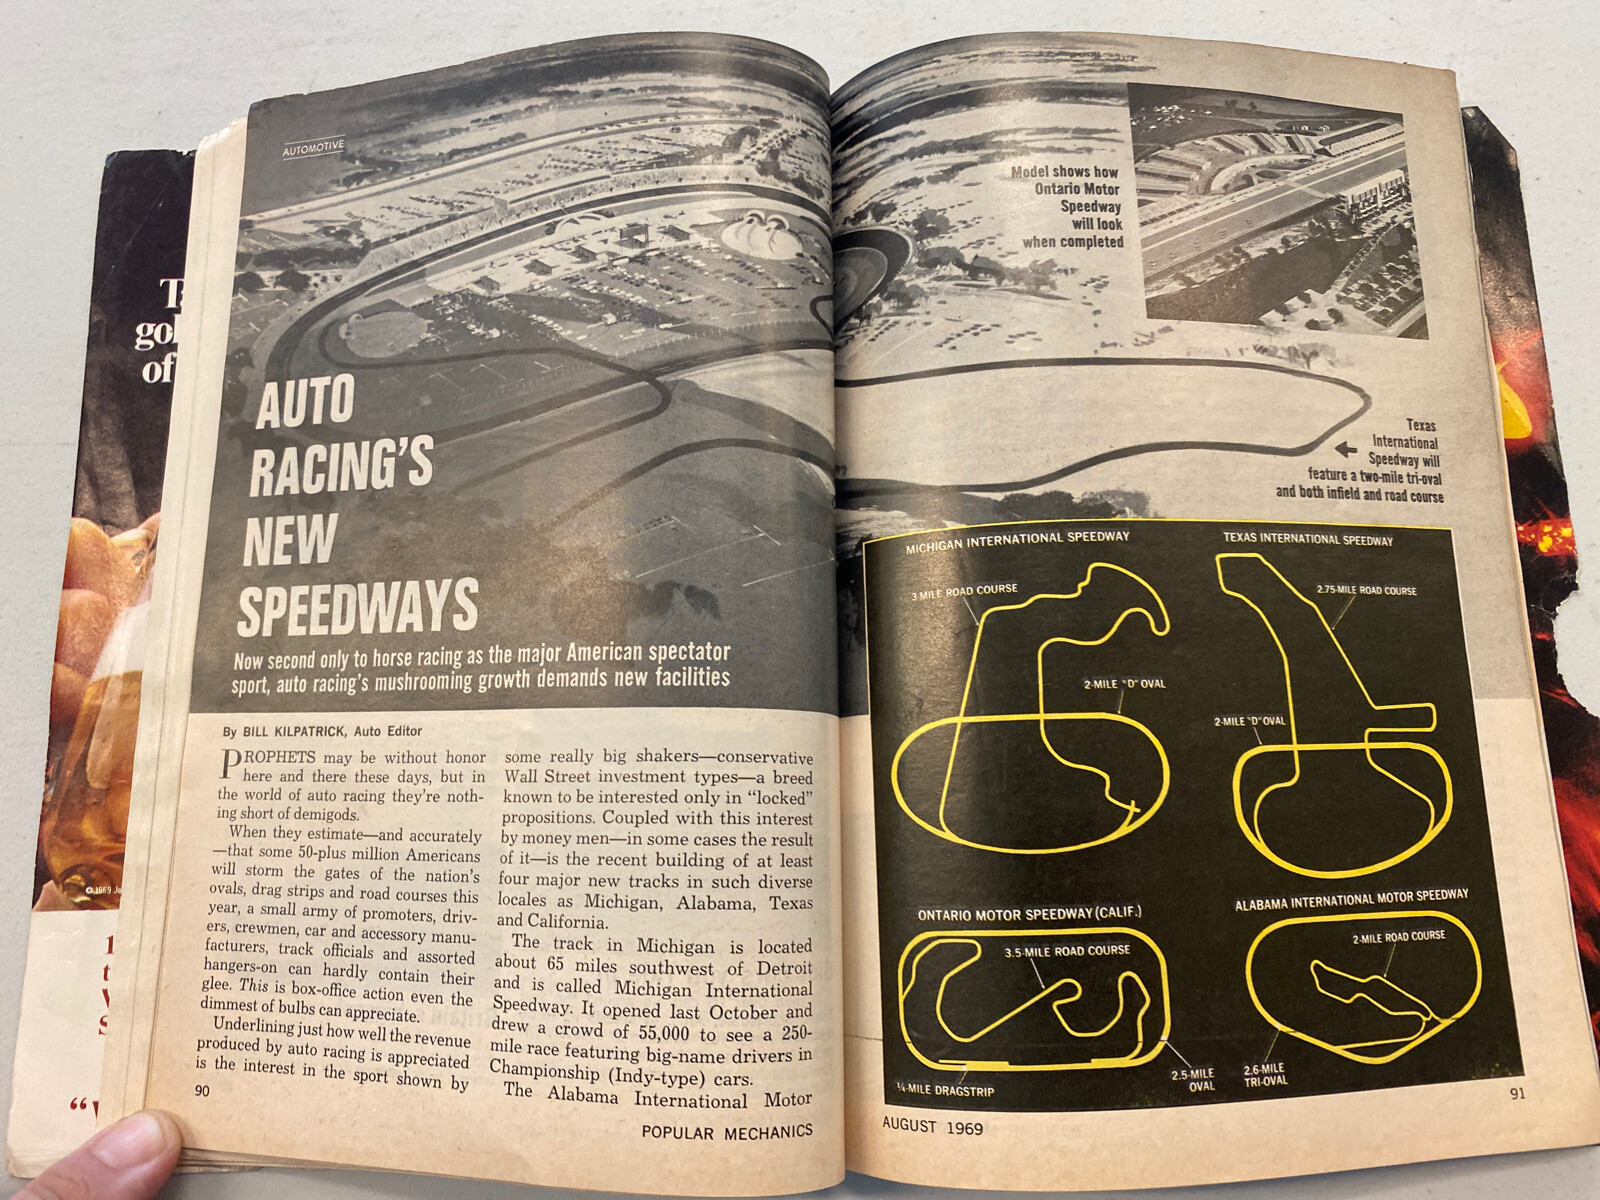 AUTOMOTIVE
AUTO
RACING'S
NEW
SPEEDWAYS
Now second only to horse racing as the major American spectator
sport, auto racing's mushrooming growth demands new facilities
By BILL KILPATRICK, Auto Editor
PROPHETS may be without honor
here and there these days, but in
the world of auto racing they're noth-
ing short of demigods.
When they estimate—and accurately
—that some 50-plus million Americans
will storm the gates of the nation's
ovals, drag strips and road courses this
year, a small army of promoters, driv-
ers, crewmen, car and accessory manu-
facturers, track officials and assorted
hangers-on can hardly contain their
glee. This is box-office action even the
dimmest of bulbs can appreciate.
Underlining just how well the revenue
produced by auto racing is appreciated
is the interest in the sport shown by
some really big shakers—conservative
Wall Street investment types—a breed
known to be interested only in "locked"
propositions. Coupled with this interest
by money men—in some cases the result
of it—is the recent building of at least
four major new tracks in such diverse
locales as Michigan, Alabama, Texas
and California.
The track in Michigan is located
about 65 miles southwest of Detroit
and is called Michigan International
Speedway. It opened last October and
drew a crowd of 55,000 to see a 250-
mile race featuring big-name drivers in
Championship (Indy-type) cars.
The Alabama International Motor
90
POPULAR MECHANICS
Model shows how
Ontario Motor
Speedway
will look
when completed
Texas
International
Speedway will
feature a two-mile tri-oval
and both infield and road course
MICHIGAN INTERNATIONAL SPEEDWAY
3-MILE ROAD COURSE
2-MILE "D" OVAL
TEXAS INTERNATIONAL SPEEDWAY
2.75-MILE ROAD COURSE
2-MILE "D" OVAL
ONTARIO MOTOR SPEEDWAY (CALIF.)
3.5-MILE ROAD COURSE
¼-MILE DRAGSTRIP
2.5-MILE
OVAL
ALABAMA INTERNATIONAL MOTOR SPEEDWAY
2-MILE ROAD COURSE
2.6-MILE
TRI-OVAL
AUGUST 1969
91
of
© 1969